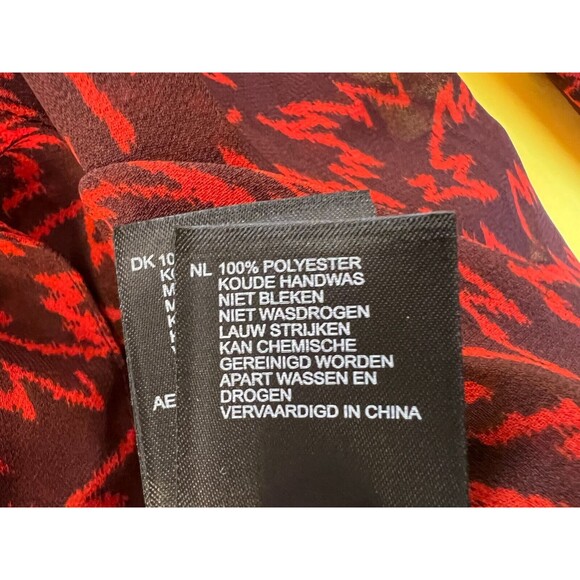 DK
NL 100% POLYESTER
KOUDE HANDWAS
NIET BLEKEN
NIET WASDROGEN
LAUW STRIJKEN
KAN CHEMISCHE
GEREINIGD WORDEN
APART WASSEN EN
DROGEN
VERVAARDIGD IN CHINA